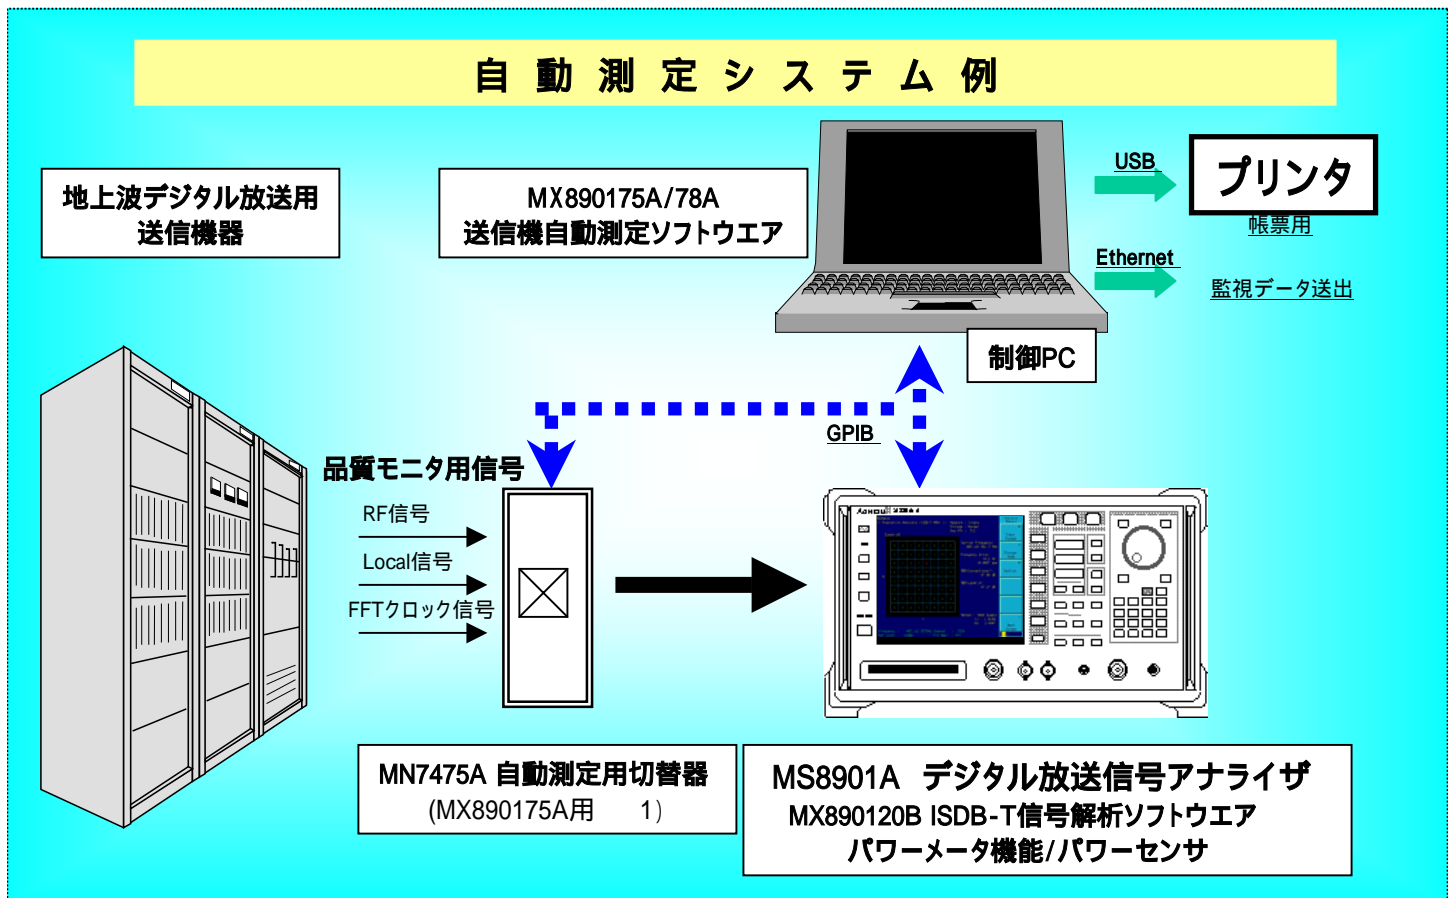 自動測定システム例
地上波デジタル放送用
送信機器
MX890175A/78A
送信機自動測定ソフトウエア
USB
プリンタ
帳票用
Ethernet
監視データ送出
制御PC
GPIB
品質モニタ用信号
RF信号
Local信号
FFTクロック信号
MN7475A 自動測定用切替器
(MX890175A用 1)
MS8901A デジタル放送信号アナライザ
MX890120B ISDB-T信号解析ソフトウエア
パワーメータ機能/パワーセンサ